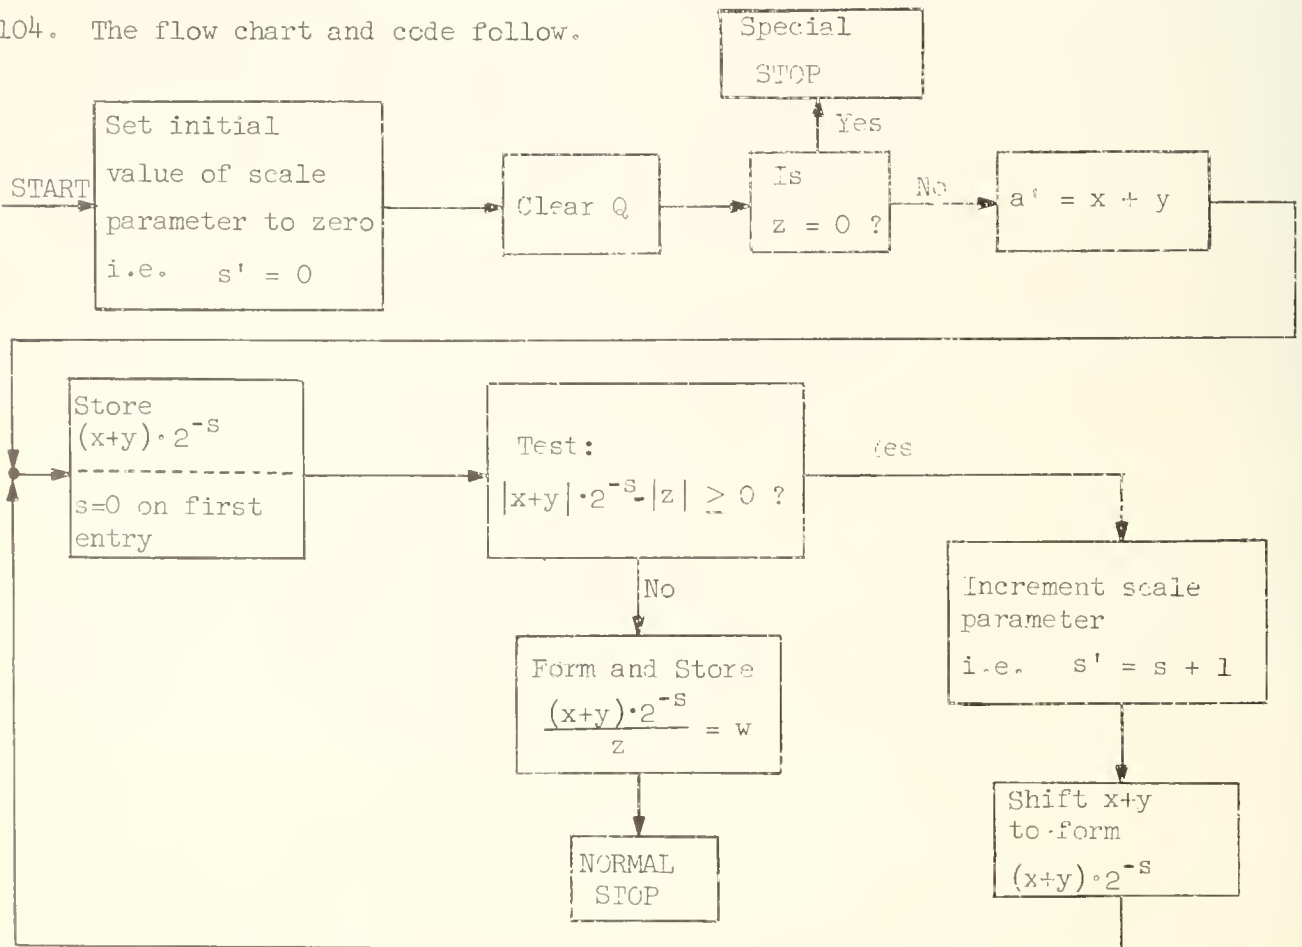 104. The flow chart and code follow.
Special
STOP
Yes
START
Set initial
value of scale
parameter to zero
i.e. s' = 0
Clear Q
Is
z = 0 ?
No
a' = x + y
Store
(x+y)·2^-s
s=0 on first
entry
Test:
|x+y|·2^-s-|z| ≥ 0 ?
Yes
No
Increment scale
parameter
i.e. s' = s + 1
Form and Store
(x+y)·2^-s
z = w
Shift x+y
to form
(x+y)·2^-s
NORMAL
STOP